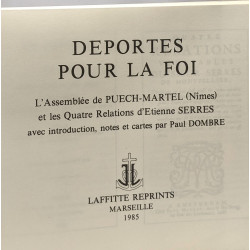 DEPORTES
POUR LA FOI
L'Assemblée de PUECH-MARTEL (Nîmes)
et les Quatre Relations d'Etienne SERRES
avec introduction, notes et cartes par Paul DOMBRE
LAFFITTE REPRINTS
MARSEILLE
1985